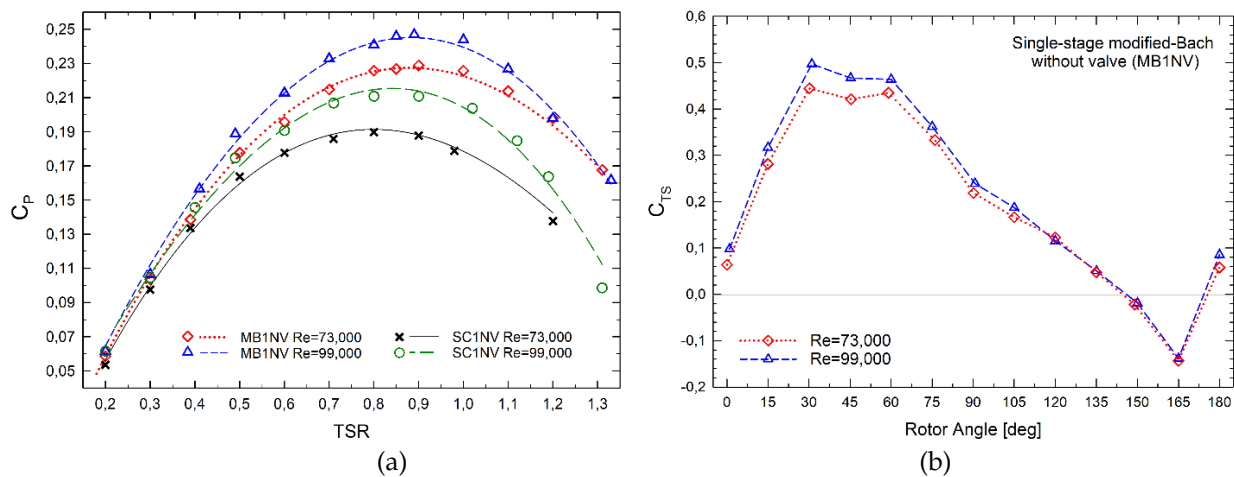 0,25
0,23
0,21
0,19
0,17
0,15
0,13
0,11
0,09
0,07
0,05
C_P
MB1NV Re=73,000
SC1NV Re=73,000
MB1NV Re=99,000
SC1NV Re=99,000
0,2 0,3 0,4 0,5 0,6 0,7 0,8 0,9 1,0 1,1 1,2 1,3
TSR
(a)
0,6
0,5
0,4
0,3
0,2
0,1
0,0
-0,1
-0,2
C_TS
Single-stage modified-Bach
without valve (MB1NV)
Re=73,000
Re=99,000
0 15 30 45 60 75 90 105 120 135 150 165 180
Rotor Angle [deg]
(b)